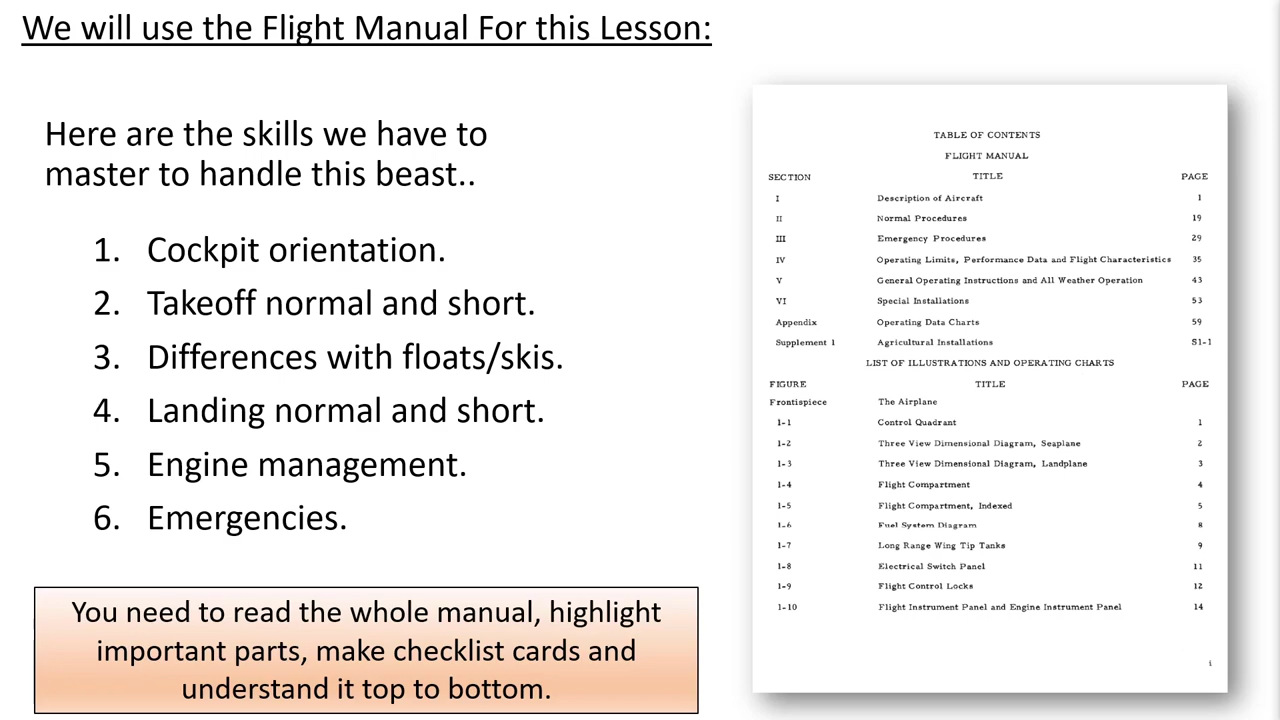 We will use the Flight Manual For this Lesson:
Here are the skills we have to
master to handle this beast..
1. Cockpit orientation.
2. Takeoff normal and short.
3. Differences with floats/skis.
4. Landing normal and short.
5. Engine management.
6. Emergencies.
You need to read the whole manual, highlight
important parts, make checklist cards and
understand it top to bottom.
TABLE OF CONTENTS
FLIGHT MANUAL
SECTION TITLE PAGE
I Description of Aircraft 1
II Normal Procedures 19
III Emergency Procedures 29
IV Operating Limits, Performance Data and Flight Characteristics 35
V General Operating Instructions and All Weather Operation 43
VI Special Installations 53
Appendix Operating Data Charts 59
Supplement 1 Agricultural Installations S1-1
LIST OF ILLUSTRATIONS AND OPERATING CHARTS
FIGURE TITLE PAGE
Frontispiece The Airplane
1-1 Control Quadrant 1
1-2 Three View Dimensional Diagram, Seaplane 2
1-3 Three View Dimensional Diagram, Landplane 3
1-4 Flight Compartment 4
1-5 Flight Compartment, Indexed 5
1-6 Fuel System Diagram 8
1-7 Long Range Wing Tip Tanks 9
1-8 Electrical Switch Panel 11
1-9 Flight Control Locks 12
1-10 Flight Instrument Panel and Engine Instrument Panel 14
i